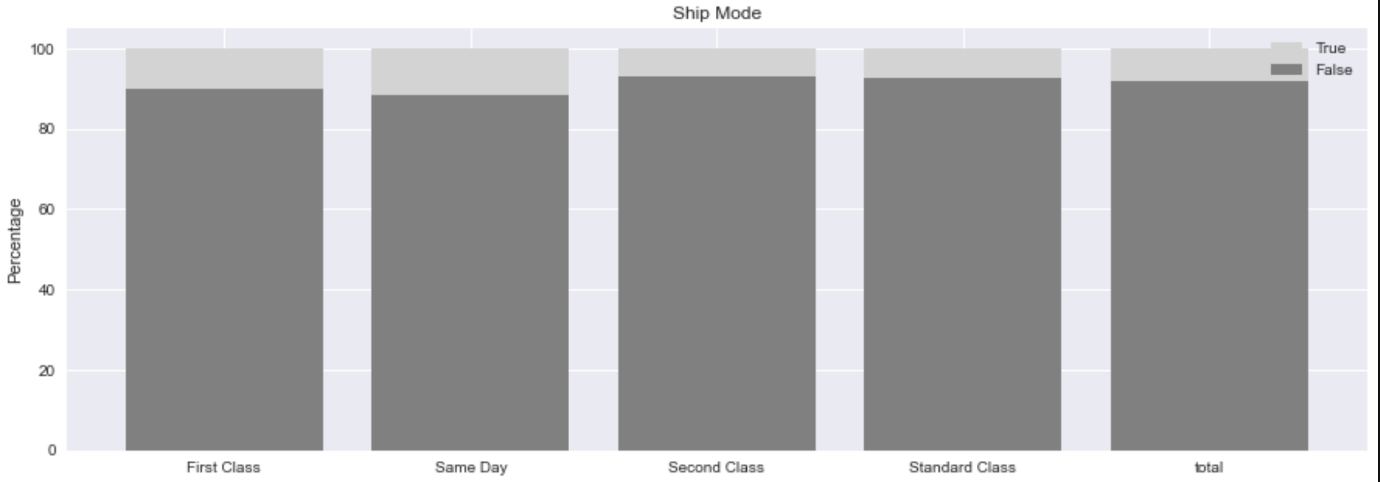 Ship Mode
100
80
60
40
20
0
Percentage
True
False
First Class
Same Day
Second Class
Standard Class
total